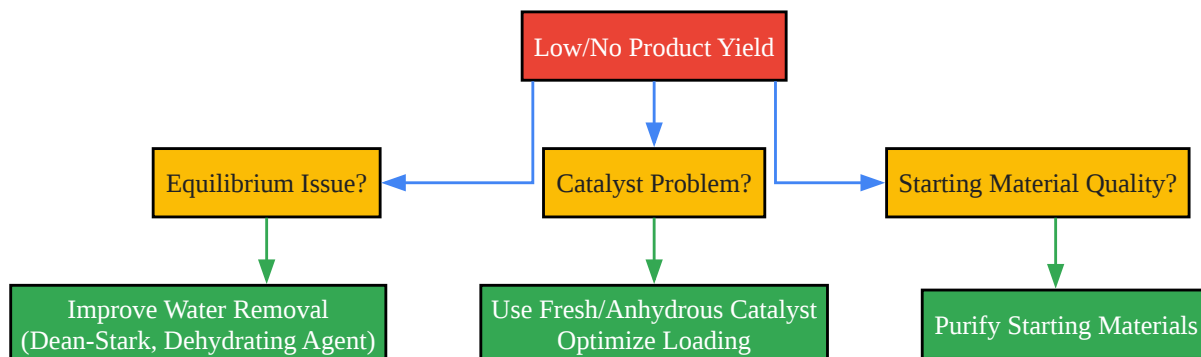 Low/No Product Yield
Equilibrium Issue?
Catalyst Problem?
Starting Material Quality?
Improve Water Removal
(Dean-Stark, Dehydrating Agent)
Use Fresh/Anhydrous Catalyst
Optimize Loading
Purify Starting Materials